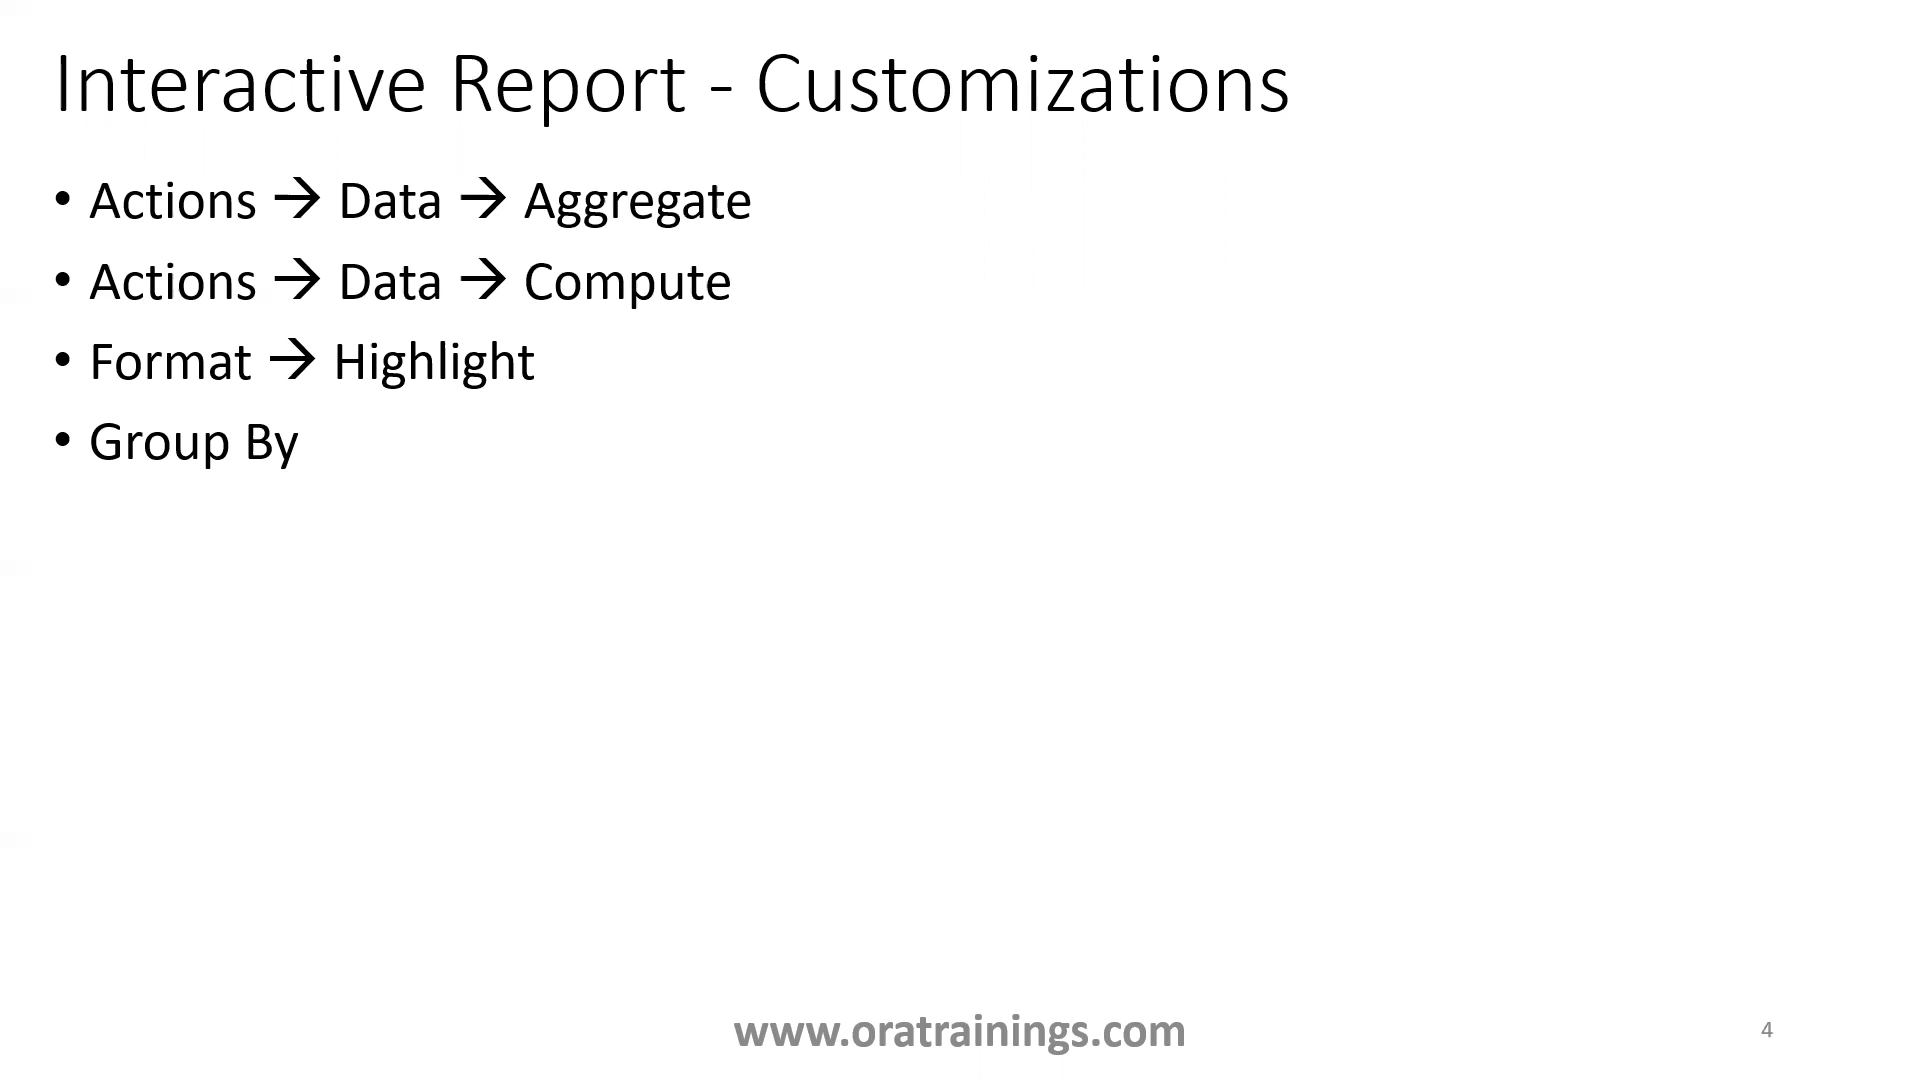 Interactive Report - Customizations
• Actions → Data → Aggregate
• Actions → Data → Compute
• Format → Highlight
• Group By
www.oratrainings.com
4